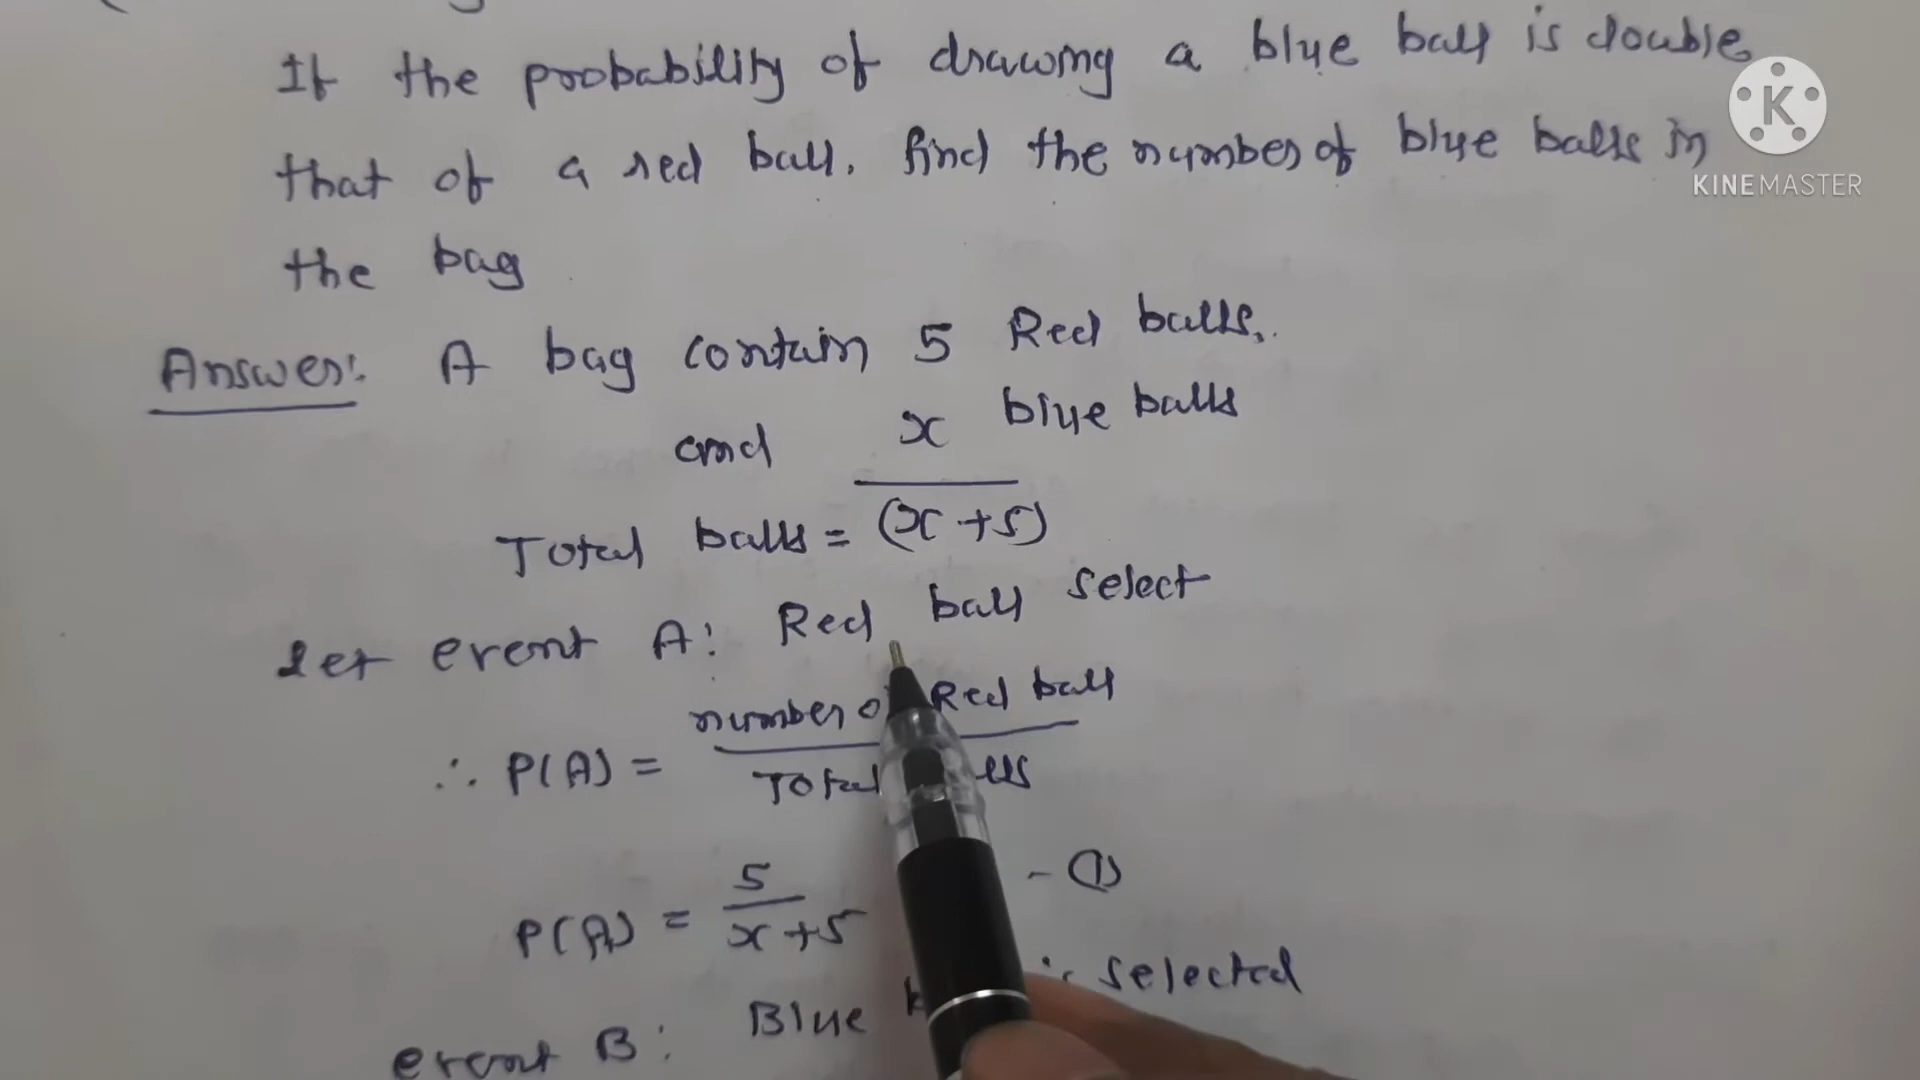 If the probability of drawing a blue ball is double
that of a red ball. find the number of blue balls in
the bag
KINEMASTER
Answer: A bag contain 5 Red balls.
and x blue balls
Total balls = (x+5)
Let event A: Red ball select
∴ P(A) = number o Red ball
Total
P(A) = 5/x+5 - ①
event B: Blue is selected